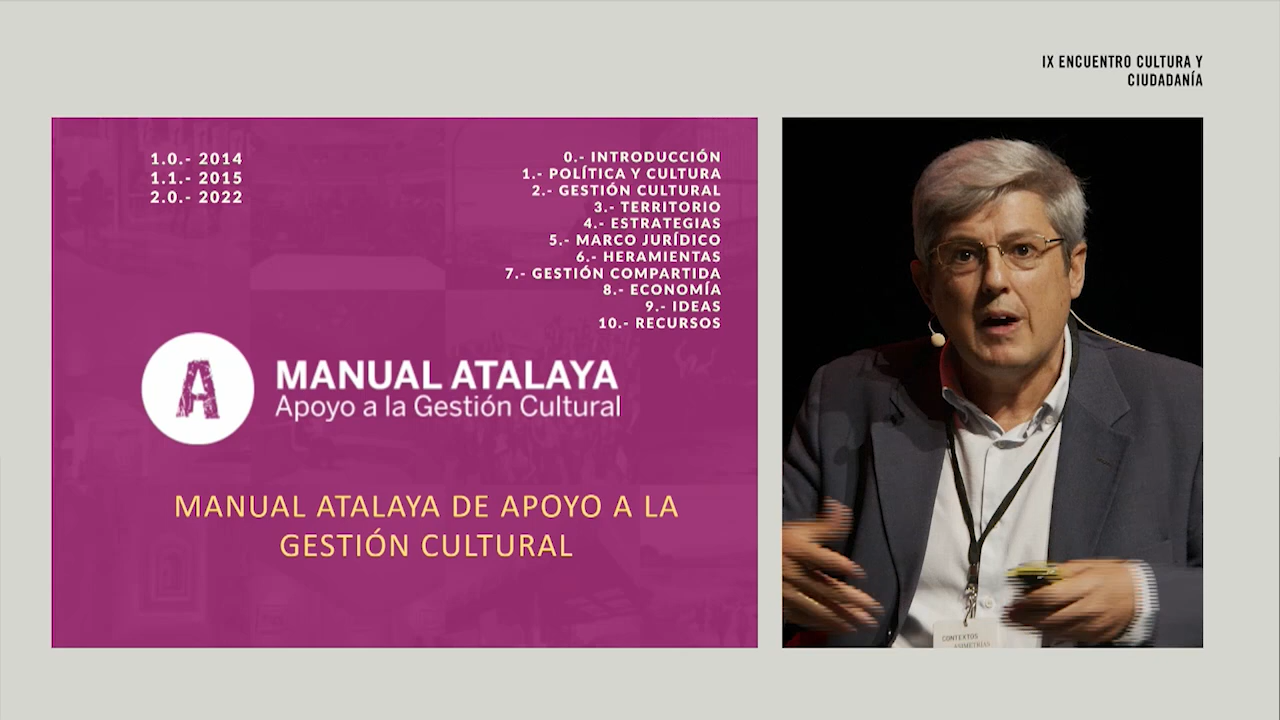 IX ENCUENTRO CULTURA Y
CIUDADANÍA
1.0.- 2014
1.1.- 2015
2.0.- 2022
0.- INTRODUCCIÓN
1.- POLÍTICA Y CULTURA
2.- GESTIÓN CULTURAL
3.- TERRITORIO
4.- ESTRATEGIAS
5.- MARCO JURÍDICO
6.- HERAMIENTAS
7.- GESTIÓN COMPARTIDA
8.- ECONOMÍA
9.- IDEAS
10.- RECURSOS
A
MANUAL ATALAYA
Apoyo a la Gestión Cultural
MANUAL ATALAYA DE APOYO A LA
GESTIÓN CULTURAL
CONTEXTOS
ASIMETRÍAS